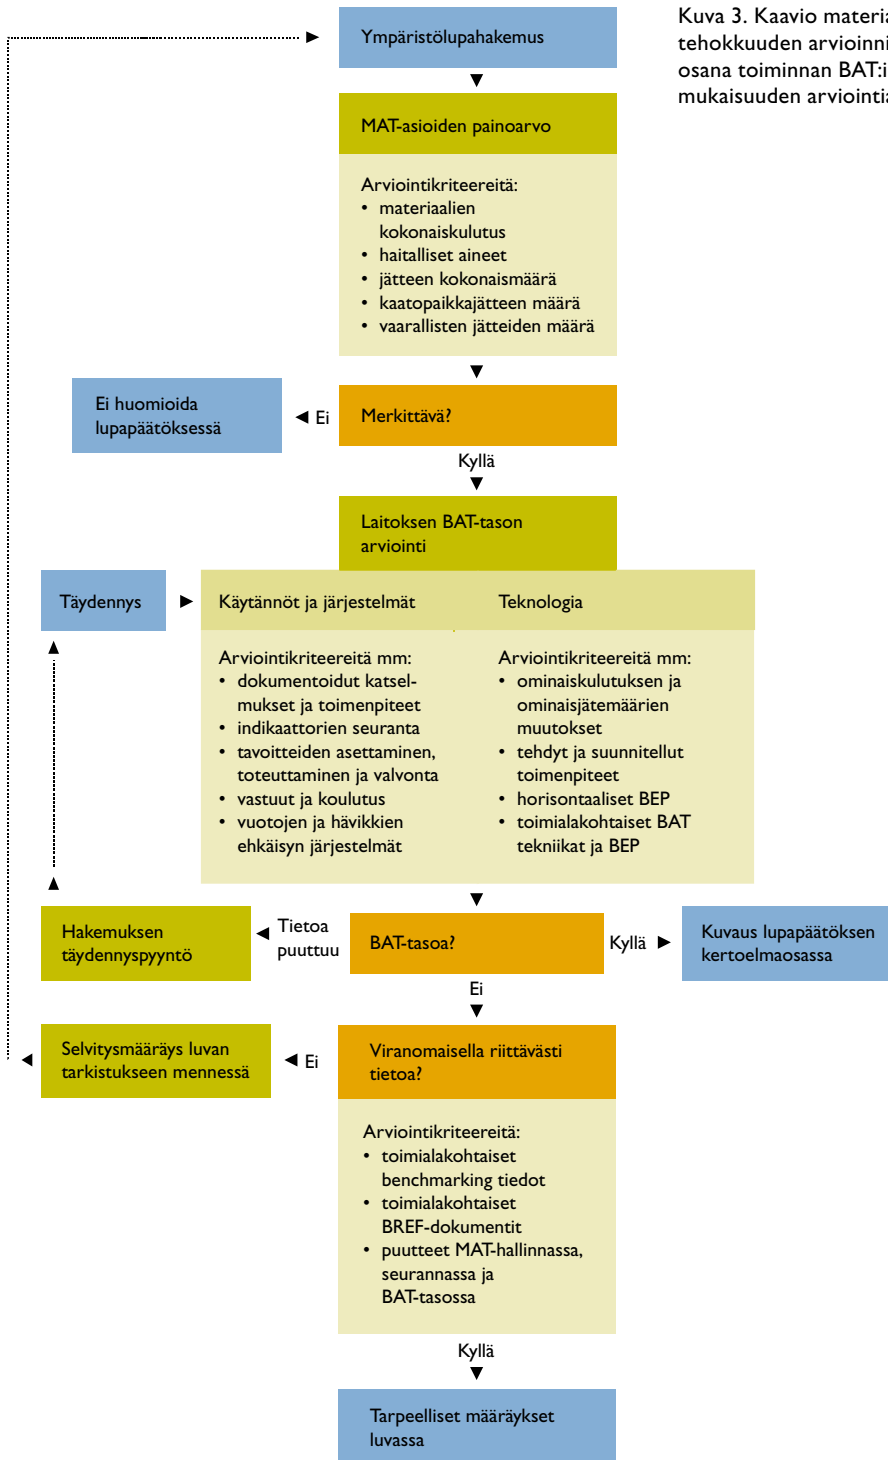 Kuva 3. Kaavio materia
tehokkuuden arvioinni
osana toiminnan BAT:i
mukaisuuden arviointia
Ympäristölupahakemus
MAT-asioiden painoarvo
Arviointikriteereitä:
• materiaalien
kokonaiskulutus
• haitalliset aineet
• jätteen kokonaismäärä
• kaatopaikkajätteen määrä
• vaarallisten jätteiden määrä
Ei huomioida
lupapäätöksessä
Ei
Merkittävä?
Kyllä
Laitoksen BAT-tason
arviointi
Täydennys
Käytännöt ja järjestelmät
Arviointikriteereitä mm:
• dokumentoidut katsel-
mukset ja toimenpiteet
• indikaattorien seuranta
• tavoitteiden asettaminen,
toteuttaminen ja valvonta
• vastuut ja koulutus
• vuotojen ja hävikkien
ehkäisyn järjestelmät
Teknologia
Arviointikriteereitä mm:
• ominaiskulutuksen ja
ominaisjätemäärien
muutokset
• tehdyt ja suunnitellut
toimenpiteet
• horisontaaliset BEP
• toimialakohtaiset BAT
tekniikat ja BEP
Hakemuksen
täydennyspyyntö
Tietoa
puuttuu
BAT-tasoa?
Kyllä
Kuvaus lupapäätöksen
kertoelmaosassa
Ei
Selvitysmääräys luvan
tarkistukseen mennessä
Ei
Viranomaisella riittävästi
tietoa?
Arviointikriteereitä:
• toimialakohtaiset
benchmarking tiedot
• toimialakohtaiset
BREF-dokumentit
• puutteet MAT-hallinnassa,
seurannassa ja
BAT-tasossa
Kyllä
Tarpeelliset määräykset
luvassa